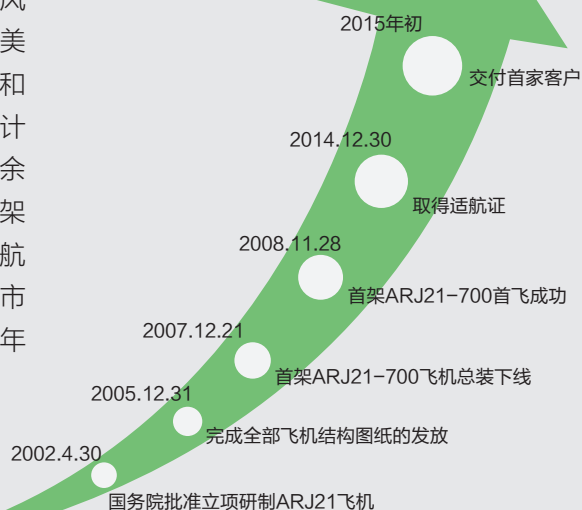 风
美
和
计
余
架
航
市
年
2015年初
交付首家客户
2014.12.30
取得适航证
2008.11.28
首架ARJ21-700首飞成功
2007.12.21
首架ARJ21-700飞机总装下线
2005.12.31
完成全部飞机结构图纸的发放
2002.4.30
国务院批准立项研制ARJ21飞机